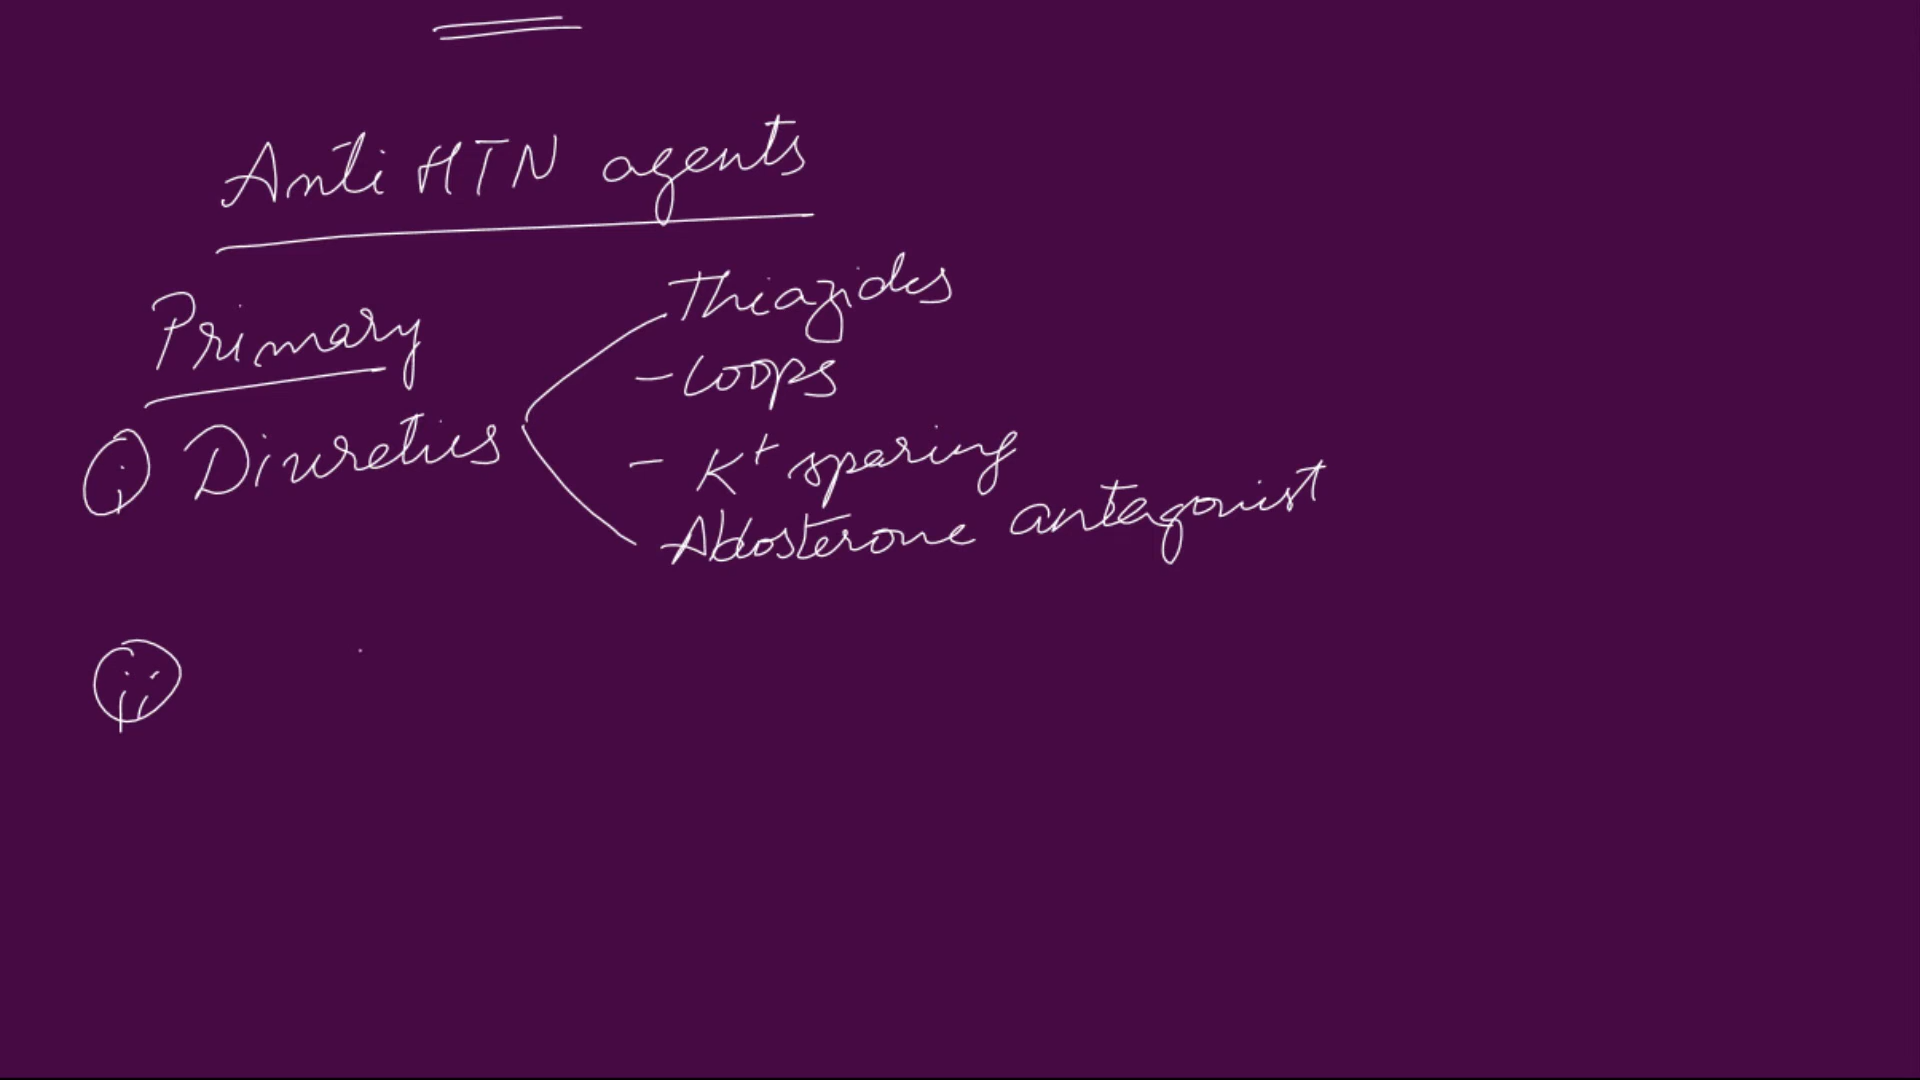 Anti HTN agents
Primary
(i) Diuretics
Thiazides
- Loops
- K+ sparing
Aldosterone antagonist
(ii)